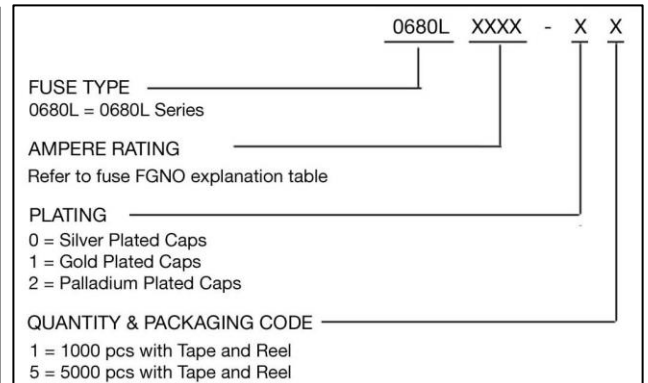 0680L XXXX - X X
FUSE TYPE
0680L = 0680L Series
AMPERE RATING
Refer to fuse FGNO explanation table
PLATING
0 = Silver Plated Caps
1 = Gold Plated Caps
2 = Palladium Plated Caps
QUANTITY & PACKAGING CODE
1 = 1000 pcs with Tape and Reel
5 = 5000 pcs with Tape and Reel